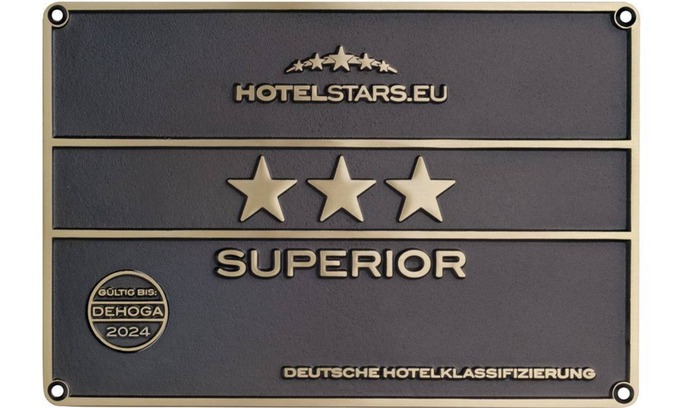 HOTELSTARS.EU
SUPERIOR
GÜLTIG BIS:
DEHOGA
2024
DEUTSCHE HOTELKLASSIFIZIERUNG